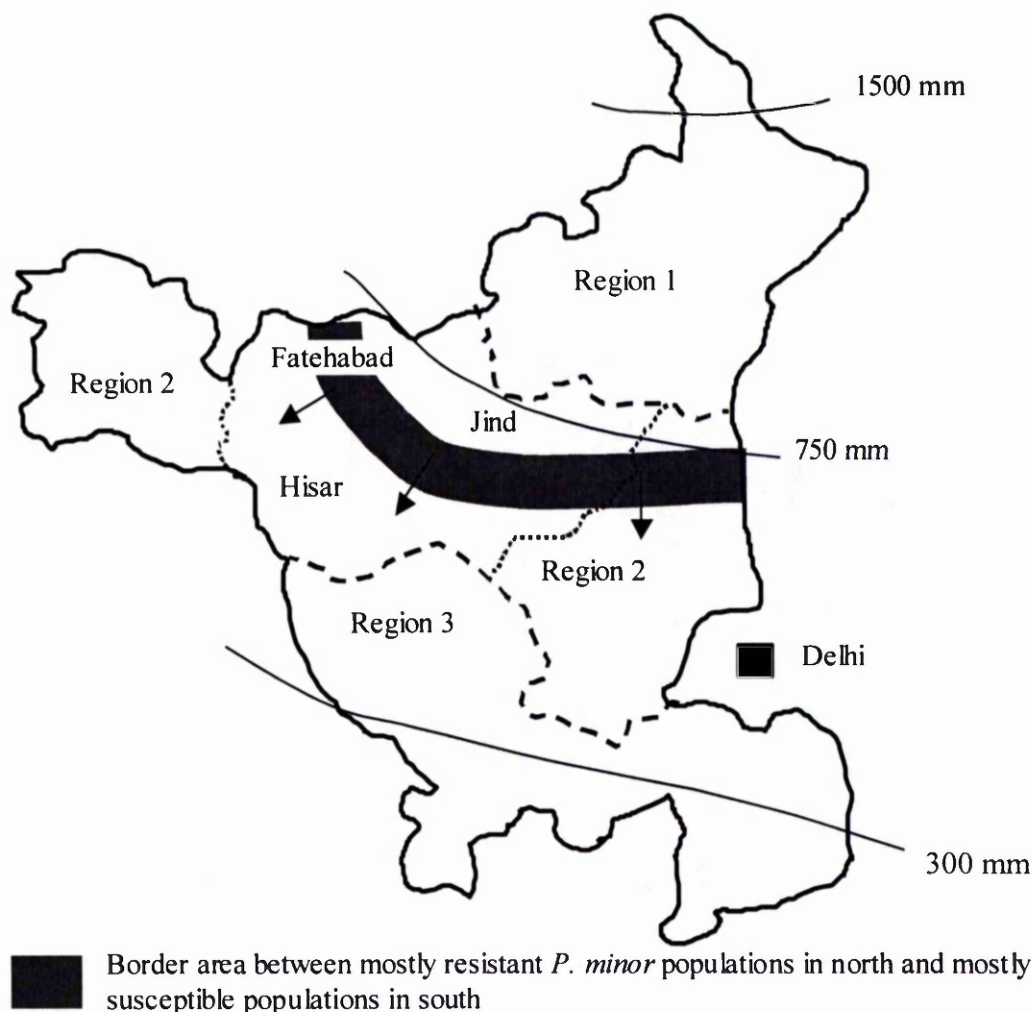 1500 mm
Region 1
Fatehabad
Region 2
Jind
750 mm
Hisar
Region 2
Region 3
Delhi
300 mm
Border area between mostly resistant P. minor populations in north and mostly
susceptible populations in south